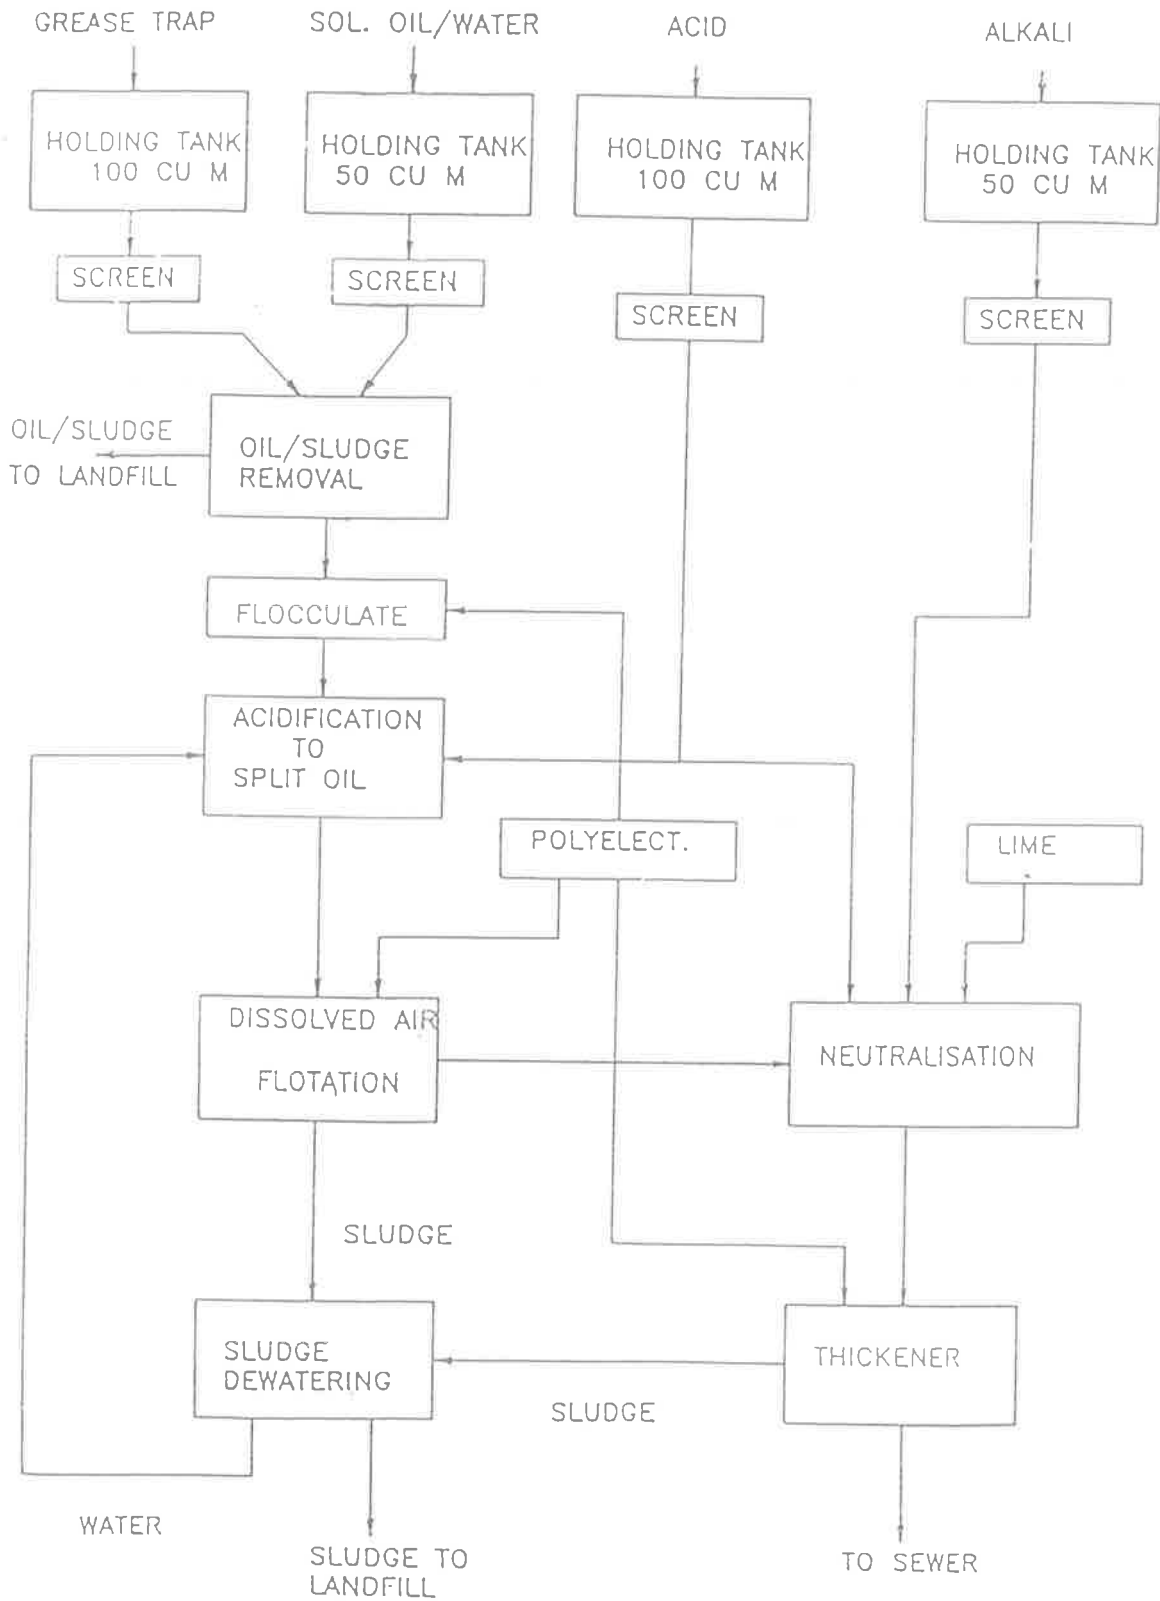 GREASE TRAP
SOL. OIL/WATER
ACID
ALKALI
HOLDING TANK
100 CU M
HOLDING TANK
50 CU M
HOLDING TANK
100 CU M
HOLDING TANK
50 CU M
SCREEN
SCREEN
SCREEN
SCREEN
OIL/SLUDGE
TO LANDFILL
OIL/SLUDGE
REMOVAL
FLOCCULATE
ACIDIFICATION
TO
SPLIT OIL
POLYELECT.
LIME
DISSOLVED AIR
FLOTATION
NEUTRALISATION
SLUDGE
SLUDGE
DEWATERING
THICKENER
SLUDGE
WATER
SLUDGE TO
LANDFILL
TO SEWER